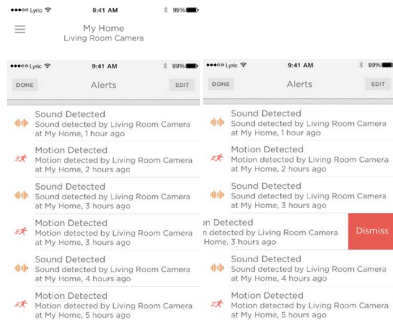 Lyric 9:41 AM 99%
My Home
Living Room Camera
Lyric 9:41 AM 99%
DONE Alerts EDIT
Sound Detected
Sound detected by Living Room Camera
at My Home, 1 hour ago
Motion Detected
Motion detected by Living Room Camera
at My Home, 2 hours ago
Sound Detected
Sound detected by Living Room Camera
at My Home, 3 hours ago
Motion Detected
Motion detected by Living Room Camera
at My Home, 3 hours ago
Sound Detected
Sound detected by Living Room Camera
at My Home, 4 hours ago
Motion Detected
Motion detected by Living Room Camera
at My Home, 5 hours ago
Lyric 9:41 AM 99%
DONE Alerts EDIT
Sound Detected
Sound detected by Living Room Camera
at My Home, 1 hour ago
Motion Detected
Motion detected by Living Room Camera
at My Home, 2 hours ago
Sound Detected
Sound detected by Living Room Camera
at My Home, 3 hours ago
n Detected
n detected by Living Room Camera
Home, 3 hours ago
Dismiss
Sound Detected
Sound detected by Living Room Camera
at My Home, 4 hours ago
Motion Detected
Motion detected by Living Room Camera
at My Home, 5 hours ago